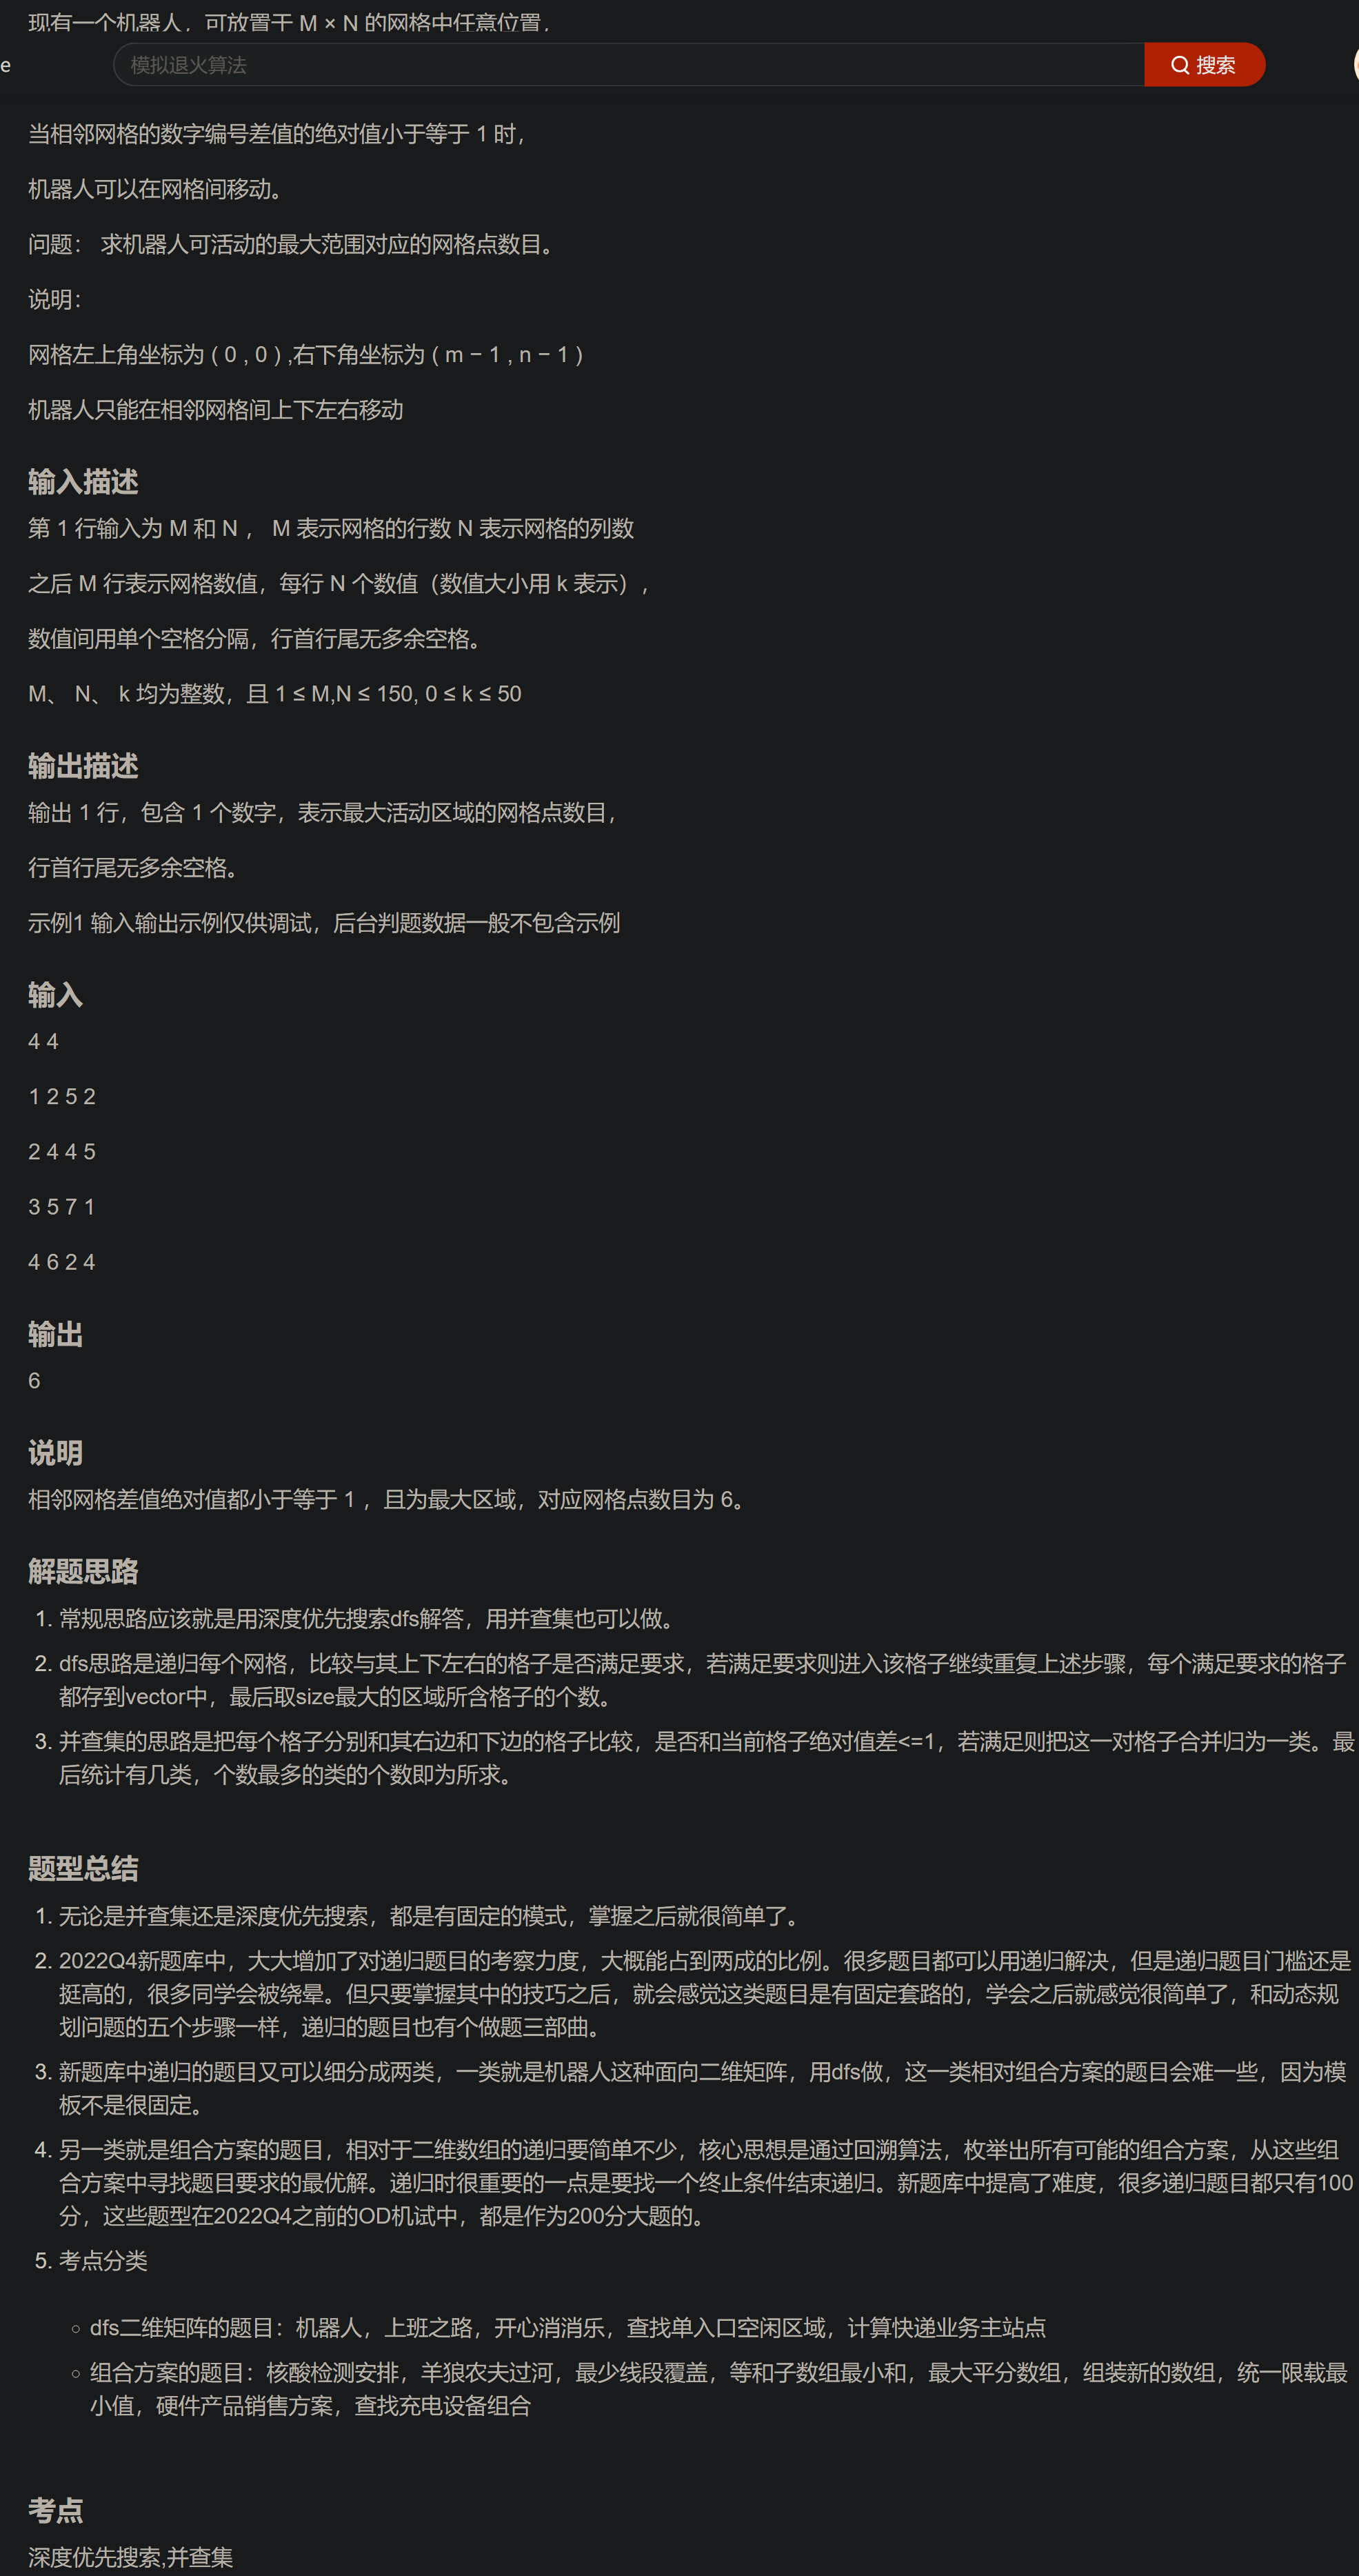 现有一个机器人，可放置于 M × N 的网格中任意位置，
e
模拟退火算法
搜索
当相邻网格的数字编号差值的绝对值小于等于 1 时，
机器人可以在网格间移动。
问题： 求机器人可活动的最大范围对应的网格点数目。
说明：
网格左上角坐标为 ( 0 , 0 ) ,右下角坐标为 ( m − 1 , n − 1 )
机器人只能在相邻网格间上下左右移动
输入描述
第 1 行输入为 M 和 N ， M 表示网格的行数 N 表示网格的列数
之后 M 行表示网格数值，每行 N 个数值（数值大小用 k 表示），
数值间用单个空格分隔，行首行尾无多余空格。
M、 N、 k 均为整数，且 1 ≤ M,N ≤ 150, 0 ≤ k ≤ 50
输出描述
输出 1 行，包含 1 个数字，表示最大活动区域的网格点数目，
行首行尾无多余空格。
示例1 输入输出示例仅供调试，后台判题数据一般不包含示例
输入
4 4
1 2 5 2
2 4 4 5
3 5 7 1
4 6 2 4
输出
6
说明
相邻网格差值绝对值都小于等于 1 ，且为最大区域，对应网格点数目为 6。
解题思路
1. 常规思路应该就是用深度优先搜索dfs解答，用并查集也可以做。
2. dfs思路是递归每个网格，比较与其上下左右的格子是否满足要求，若满足要求则进入该格子继续重复上述步骤，每个满足要求的格子
都存到vector中，最后取size最大的区域所含格子的个数。
3. 并查集的思路是把每个格子分别和其右边和下边的格子比较，是否和当前格子绝对值差<=1，若满足则把这一对格子合并归为一类。最
后统计有几类，个数最多的类的个数即为所求。
题型总结
1. 无论是并查集还是深度优先搜索，都是有固定的模式，掌握之后就很简单了。
2. 2022Q4新题库中，大大增加了对递归题目的考察力度，大概能占到两成的比例。很多题目都可以用递归解决，但是递归题目门槛还是
挺高的，很多同学会被绕晕。但只要掌握其中的技巧之后，就会感觉这类题目是有固定套路的，学会之后就感觉很简单了，和动态规
划问题的五个步骤一样，递归的题目也有个做题三部曲。
3. 新题库中递归的题目又可以细分成两类，一类就是机器人这种面向二维矩阵，用dfs做，这一类相对组合方案的题目会难一些，因为模
板不是很固定。
4. 另一类就是组合方案的题目，相对于二维数组的递归要简单不少，核心思想是通过回溯算法，枚举出所有可能的组合方案，从这些组
合方案中寻找题目要求的最优解。递归时很重要的一点是要找一个终止条件结束递归。新题库中提高了难度，很多递归题目都只有100
分，这些题型在2022Q4之前的OD机试中，都是作为200分大题的。
5. 考点分类
◦ dfs二维矩阵的题目：机器人，上班之路，开心消消乐，查找单入口空闲区域，计算快递业务主站点
◦ 组合方案的题目：核酸检测安排，羊狼农夫过河，最少线段覆盖，等和子数组最小和，最大平分数组，组装新的数组，统一限载最
小值，硬件产品销售方案，查找充电设备组合
考点
深度优先搜索,并查集